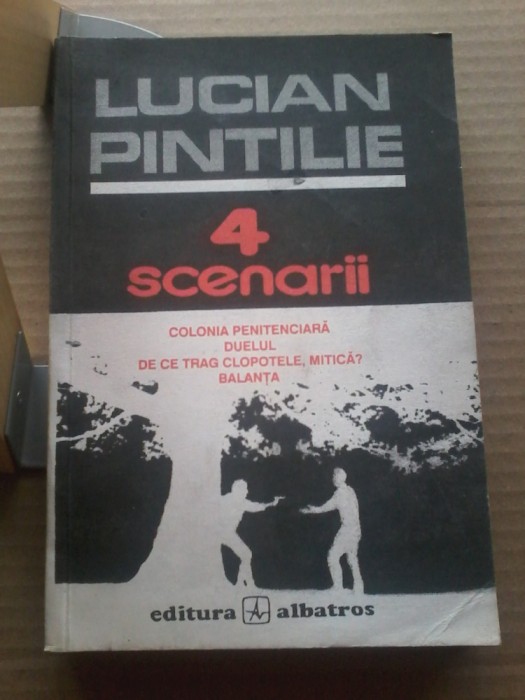 LUCIAN
PINTILIE
4
scenarii
COLONIA PENITENCIARĂ
DUELUL
DE CE TRAG CLOPOTELE, MITICĂ?
BALANȚA
editura albatros